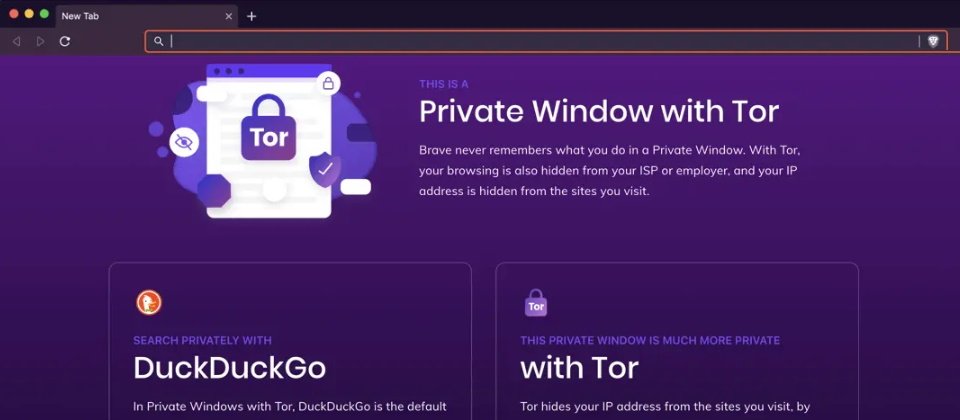 New Tab
THIS IS A
Private Window with Tor
Tor
Brave never remembers what you do in a Private Window. With Tor,
your browsing is also hidden from your ISP or employer, and your IP
address is hidden from the sites you visit.
Tor
SEARCH PRIVATELY WITH
DuckDuckGo
In Private Windows with Tor, DuckDuckGo is the default
THIS PRIVATE WINDOW IS MUCH MORE PRIVATE
with Tor
Tor hides your IP address from the sites you visit, by